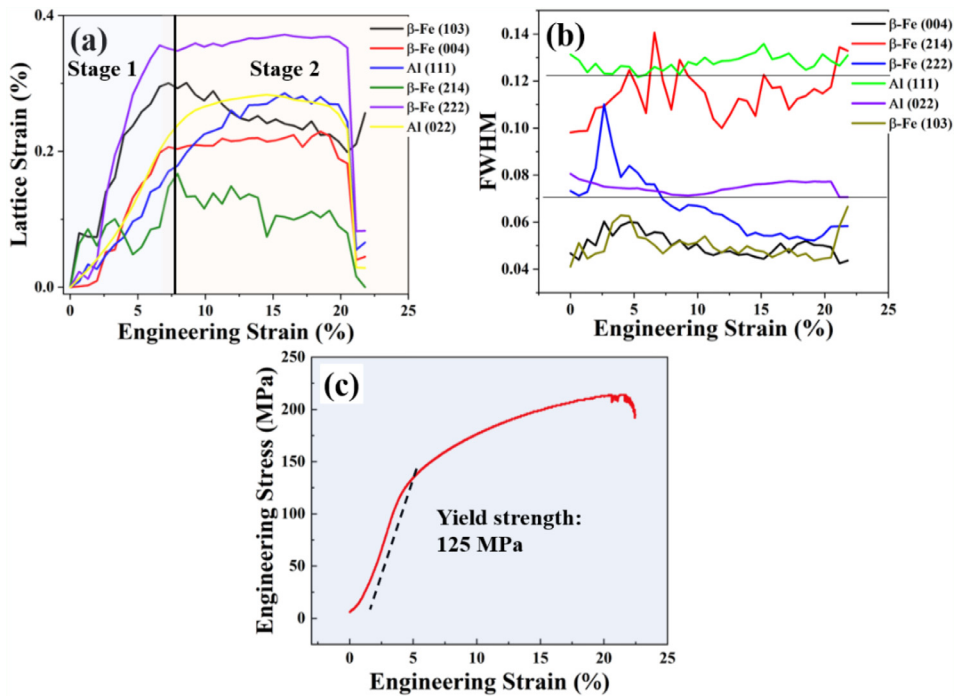 (a)
Stage 1
Stage 2
β-Fe (103)
β-Fe (004)
Al (111)
β-Fe (214)
β-Fe (222)
Al (022)
0.4
0.2
0.0
Lattice Strain (%)
0
5
10
15
20
25
Engineering Strain (%)
(b)
β-Fe (004)
β-Fe (214)
β-Fe (222)
Al (111)
Al (022)
β-Fe (103)
0.14
0.12
0.10
0.08
0.06
0.04
FWHM
0
5
10
15
20
25
Engineering Strain (%)
(c)
250
200
150
100
50
0
Engineering Stress (MPa)
Yield strength:
125 MPa
0
5
10
15
20
25
Engineering Strain (%)